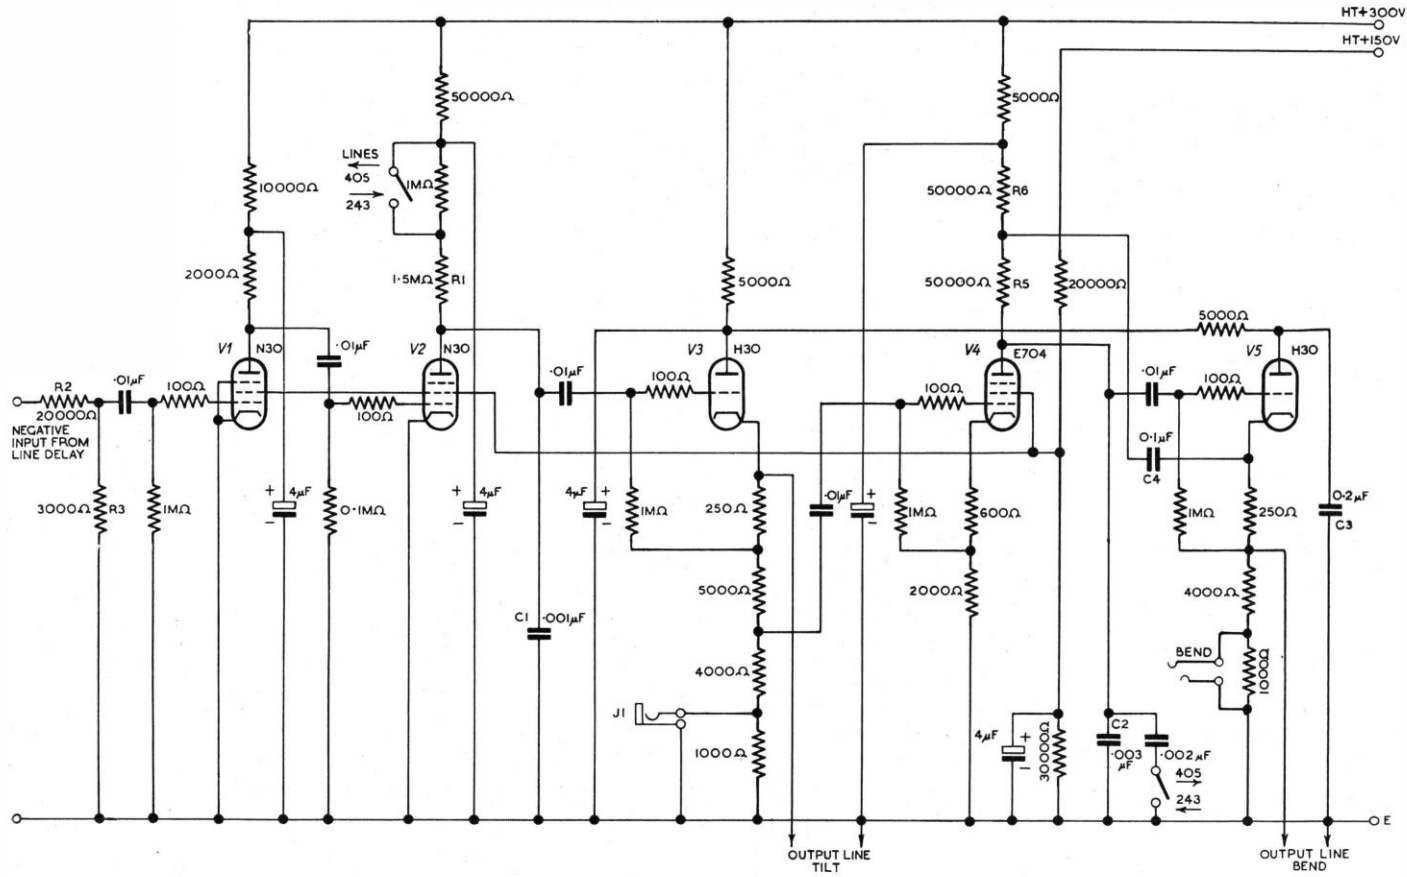 HT+300V
HT+150V
50000Ω
5000Ω
LINES
405
243
1MΩ
10000Ω
50000Ω R6
2000Ω
1·5MΩ R1
5000Ω
50000Ω R5
20000Ω
5000Ω
V1 N30
·01μF
V2 N30
V3 H30
V4 E704
V5 H30
R2
20000Ω
·01μF
100Ω
100Ω
·01μF
100Ω
100Ω
·01μF
100Ω
NEGATIVE
INPUT FROM
LINE DELAY
0·1μF
C4
3000Ω R3
1MΩ
+
4μF
−
0·1MΩ
+
4μF
−
4μF
+
−
1MΩ
250Ω
·01μF
+
−
1MΩ
600Ω
1MΩ
250Ω
0·2μF
C3
5000Ω
2000Ω
4000Ω
C1 ·001μF
BEND
1000Ω
4000Ω
J1
1000Ω
4μF
+
−
30000Ω
C2
·003
μF
·002μF
405
243
E
OUTPUT LINE
TILT
OUTPUT LINE
BEND